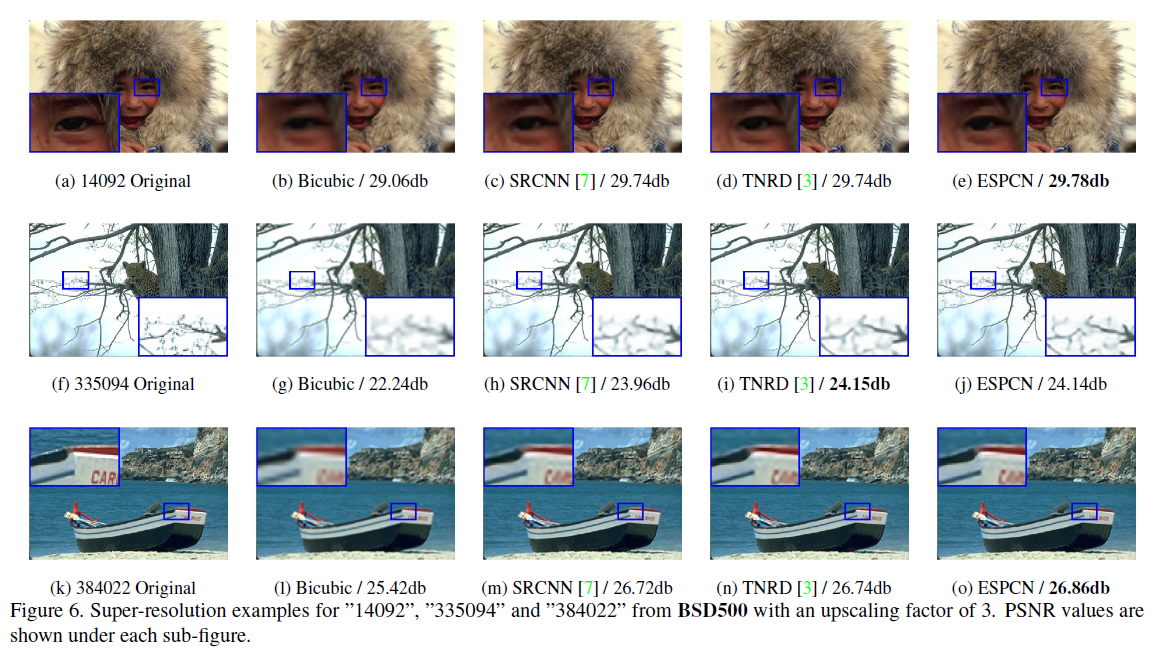 (a) 14092 Original
(b) Bicubic / 29.06db
(c) SRCNN [7] / 29.74db
(d) TNRD [3] / 29.74db
(e) ESPCN / 29.78db
(f) 335094 Original
(g) Bicubic / 22.24db
(h) SRCNN [7] / 23.96db
(i) TNRD [3] / 24.15db
(j) ESPCN / 24.14db
CAR
(k) 384022 Original
(l) Bicubic / 25.42db
(m) SRCNN [7] / 26.72db
(n) TNRD [3] / 26.74db
(o) ESPCN / 26.86db
Figure 6. Super-resolution examples for ”14092”, ”335094” and ”384022” from BSD500 with an upscaling factor of 3. PSNR values are
shown under each sub-figure.